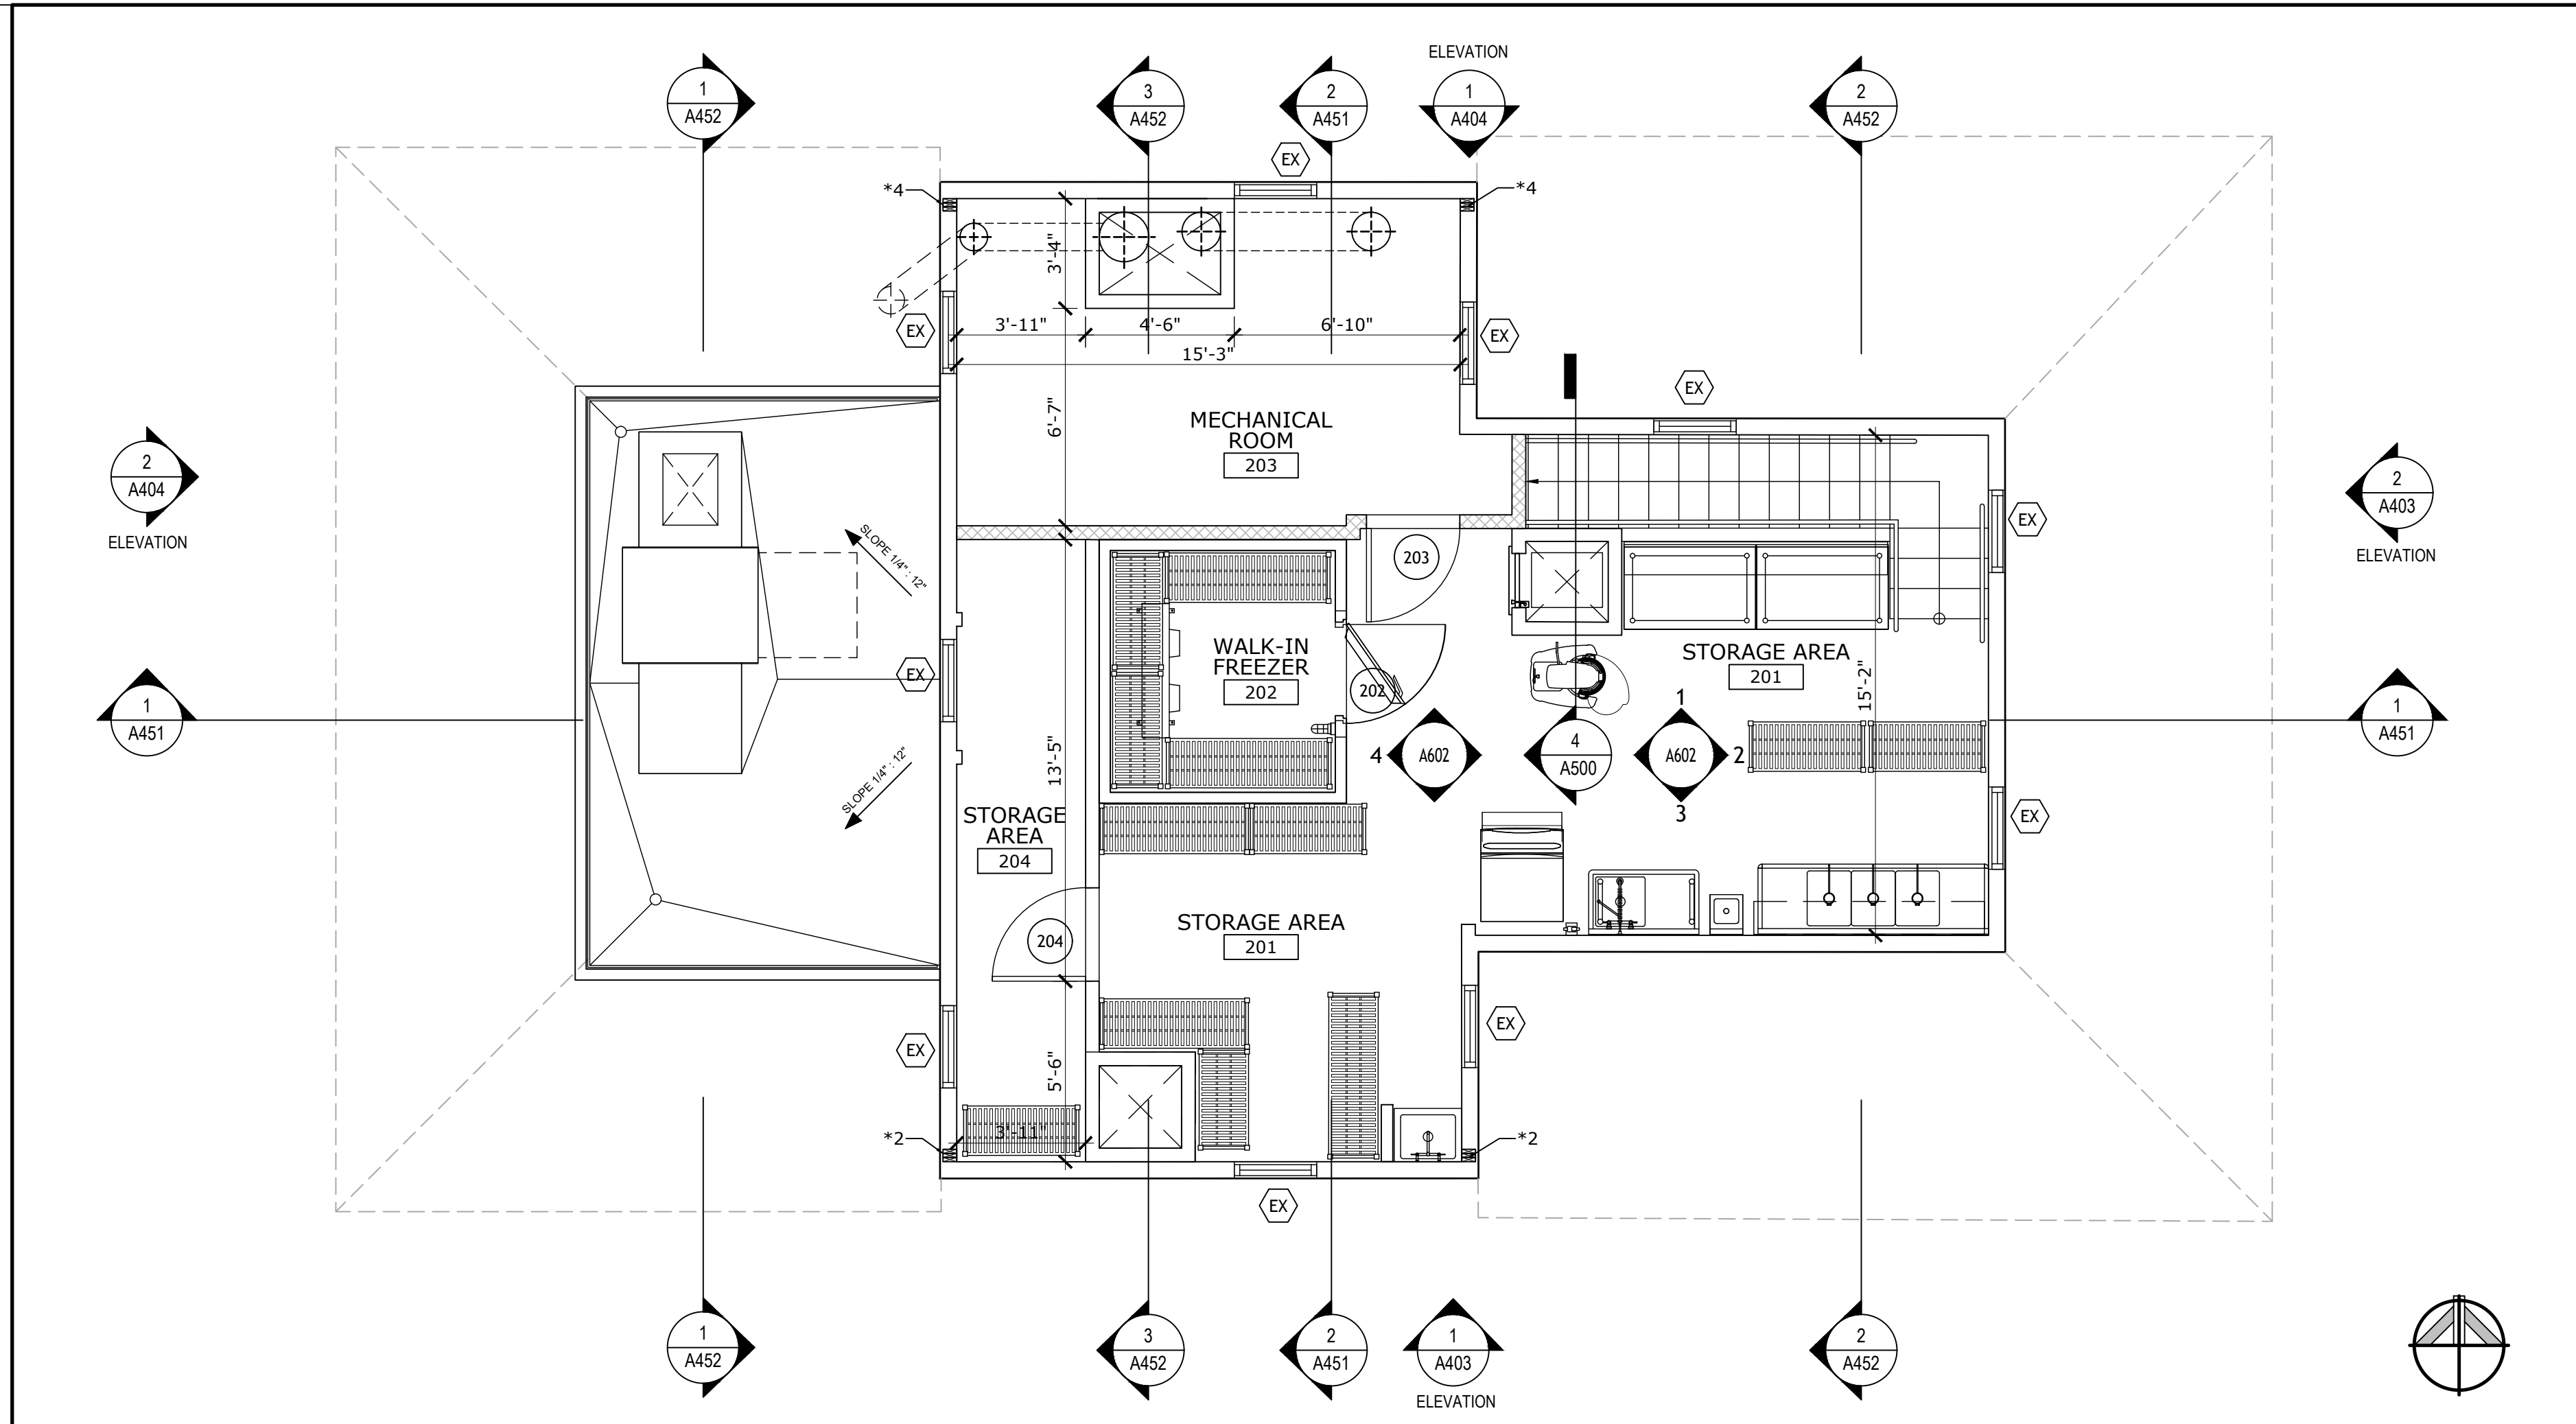 ELEVATION
1
A452
3
A452
2
A451
1
A404
2
A452
EX
*4
*4
3'-4"
EX
3'-11"
4'-6"
6'-10"
EX
15'-3"
EX
6'-7"
MECHANICAL
ROOM
203
2
A404
ELEVATION
2
A403
ELEVATION
EX
SLOPE 1/4" : 12"
203
WALK-IN
FREEZER
202
202
STORAGE AREA
201
15'-2"
EX
1
A451
1
A451
SLOPE 1/4" : 12"
13'-5"
4
A602
4
A500
1
A602
2
3
STORAGE
AREA
204
EX
STORAGE AREA
201
204
EX
EX
5'-6"
3'-11"
*2
*2
EX
1
A452
3
A452
2
A451
1
A403
ELEVATION
2
A452